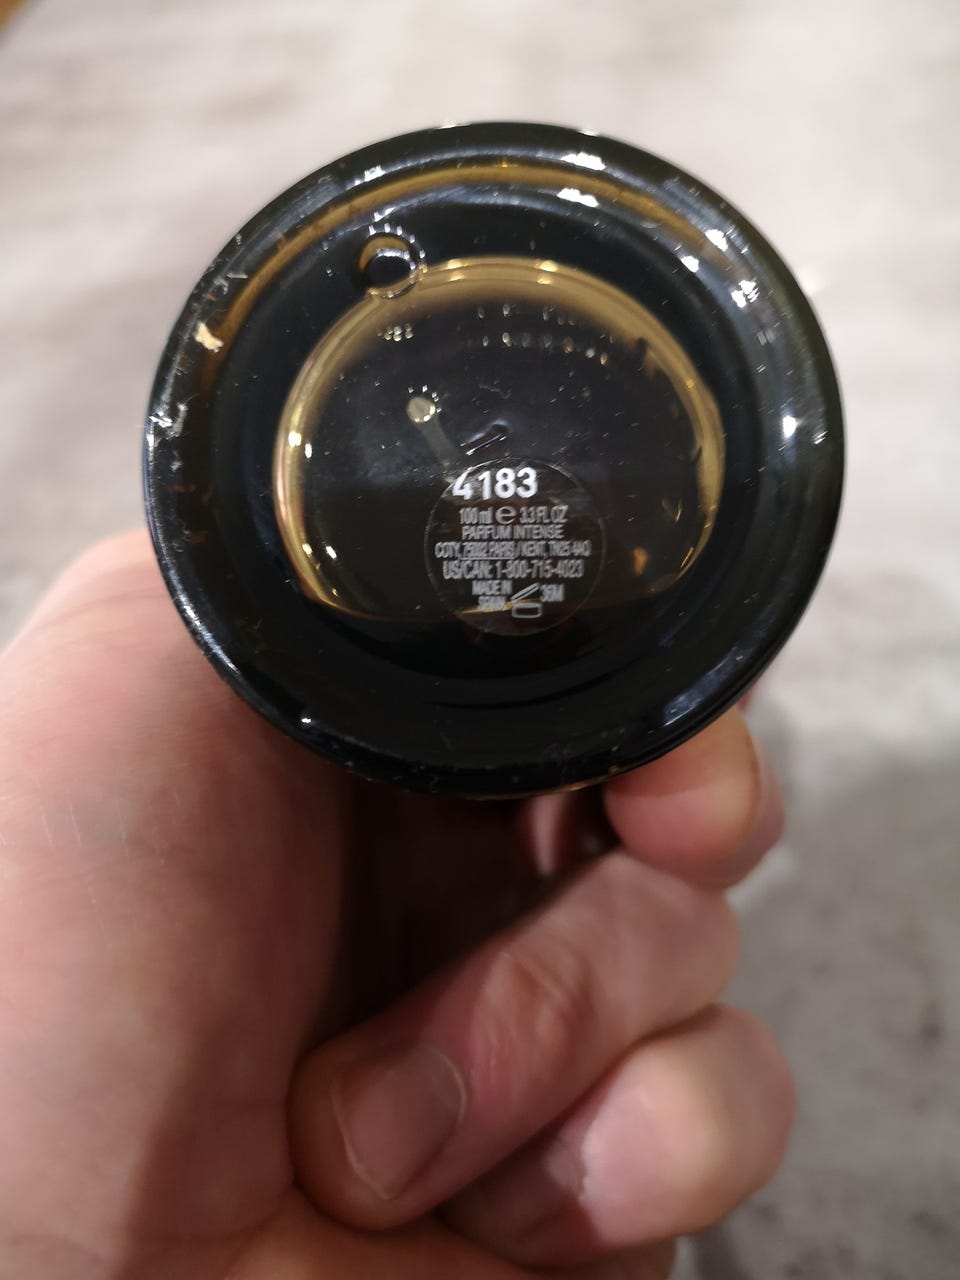 4183
100 ml e 3.3 FL OZ
PARFUM INTENSE
COTY, 75002 PARIS / KENT, TN25 4AQ
US/CAN: 1-800-715-4023
MADE IN
SPAIN 36M